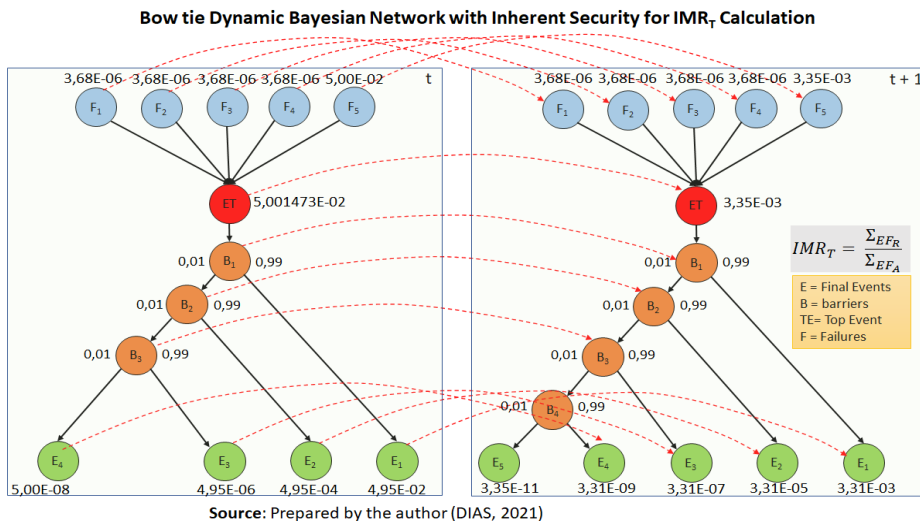 Bow tie Dynamic Bayesian Network with Inherent Security for IMR_T Calculation
3,68E-06 3,68E-06 3,68E-06 3,68E-06 5,00E-02 t
F1 F2 F3 F4 F5
ET 5,001473E-02
0,01 B1 0,99
0,01 B2 0,99
0,01 B3 0,99
E4 E3 E2 E1
5,00E-08 4,95E-06 4,95E-04 4,95E-02
3,68E-06 3,68E-06 3,68E-06 3,68E-06 3,35E-03 t + 1
F1 F2 F3 F4 F5
ET 3,35E-03
0,01 B1 0,99
0,01 B2 0,99
0,01 B3 0,99
0,01 B4 0,99
E5 E4 E3 E2 E1
3,35E-11 3,31E-09 3,31E-07 3,31E-05 3,31E-03
IMR_T = Σ_EF_R / Σ_EF_A
E = Final Events
B = barriers
TE= Top Event
F = Failures
Source: Prepared by the author (DIAS, 2021)